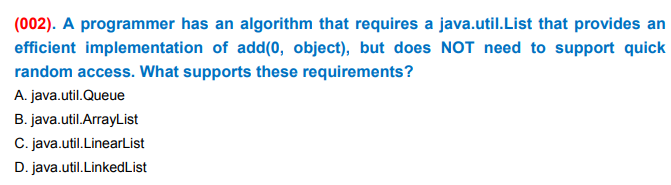 (002). A programmer has an algorithm that requires a java.util.List that provides an
efficient implementation of add(0, object), but does NOT need to support quick
random access. What supports these requirements?
A. java.util.Queue
B. java.util.ArrayList
C. java.util.LinearList
D. java.util.LinkedList